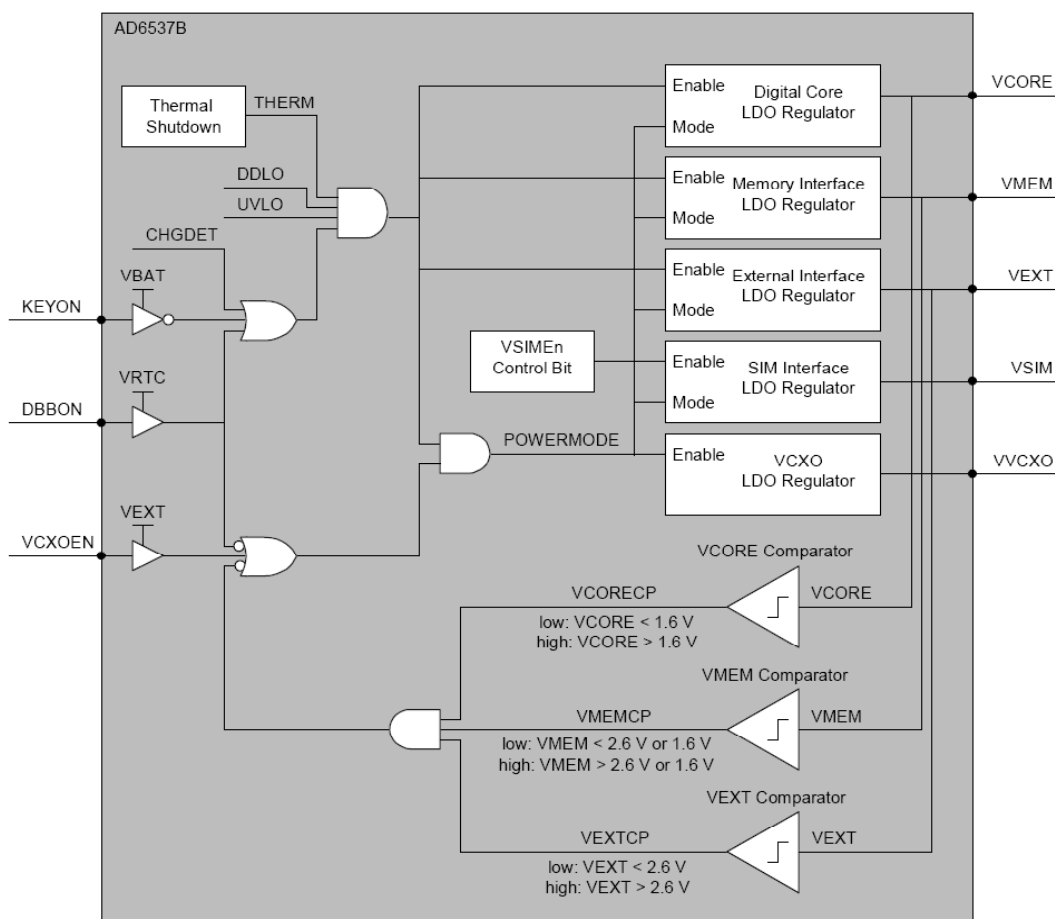 AD6537B
Thermal
Shutdown
THERM
DDLO
UVLO
CHGDET
VBAT
KEYON
VRTC
DBBON
VEXT
VCXOEN
Enable
Mode
Digital Core
LDO Regulator
VCORE
Enable
Mode
Memory Interface
LDO Regulator
VMEM
Enable
Mode
External Interface
LDO Regulator
VEXT
VSIMEn
Control Bit
Enable
Mode
SIM Interface
LDO Regulator
VSIM
POWERMODE
Enable
VCXO
LDO Regulator
VVCXO
VCORE Comparator
VCORECP
VCORE
low: VCORE < 1.6 V
high: VCORE > 1.6 V
VMEM Comparator
VMEMCP
VMEM
low: VMEM < 2.6 V or 1.6 V
high: VMEM > 2.6 V or 1.6 V
VEXT Comparator
VEXTCP
VEXT
low: VEXT < 2.6 V
high: VEXT > 2.6 V